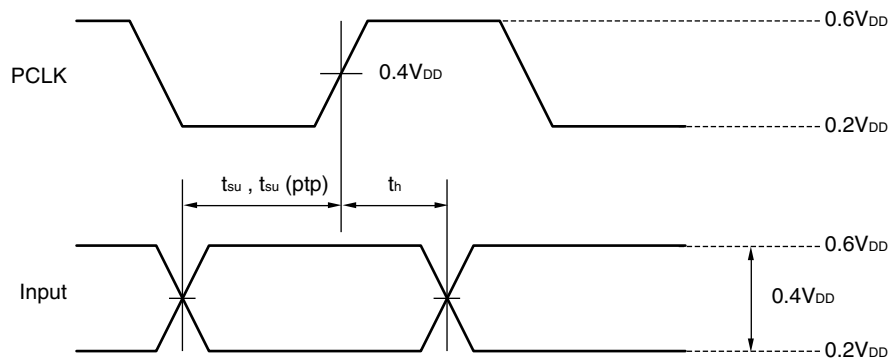 0.6VDD
PCLK
0.4VDD
0.2VDD
tsu , tsu (ptp)
th
0.6VDD
Input
0.4VDD
0.2VDD